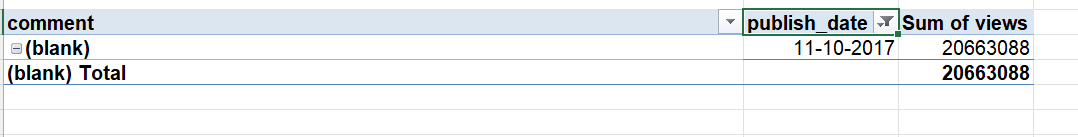 comment publish_date Sum of views
(blank) 11-10-2017 20663088
(blank) Total 20663088